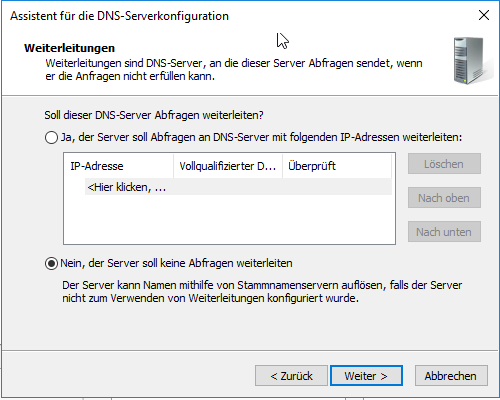 Assistent für die DNS-Serverkonfiguration
Weiterleitungen
Weiterleitungen sind DNS-Server, an die dieser Server Abfragen sendet, wenn
er die Anfragen nicht erfüllen kann.
Soll dieser DNS-Server Abfragen weiterleiten?
Ja, der Server soll Abfragen an DNS-Server mit folgenden IP-Adressen weiterleiten:
IP-Adresse Vollqualifizierter D... Überprüft
Löschen
<Hier klicken, ...
Nach oben
Nach unten
Nein, der Server soll keine Abfragen weiterleiten
Der Server kann Namen mithilfe von Stammnamenservern auflösen, falls der Server
nicht zum Verwenden von Weiterleitungen konfiguriert wurde.
< Zurück Weiter > Abbrechen